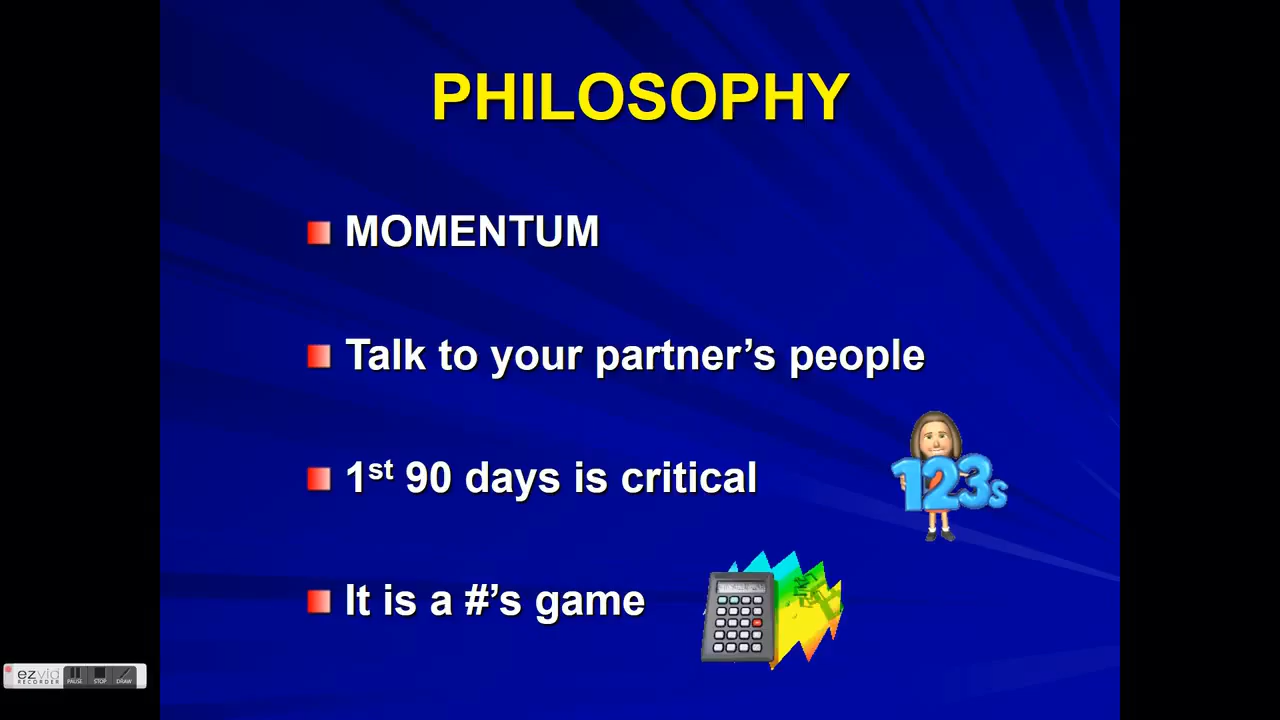 PHILOSOPHY
MOMENTUM
Talk to your partner’s people
1st 90 days is critical
123s
It is a #’s game
ezvid
RECORDER
PAUSE
STOP
DRAW